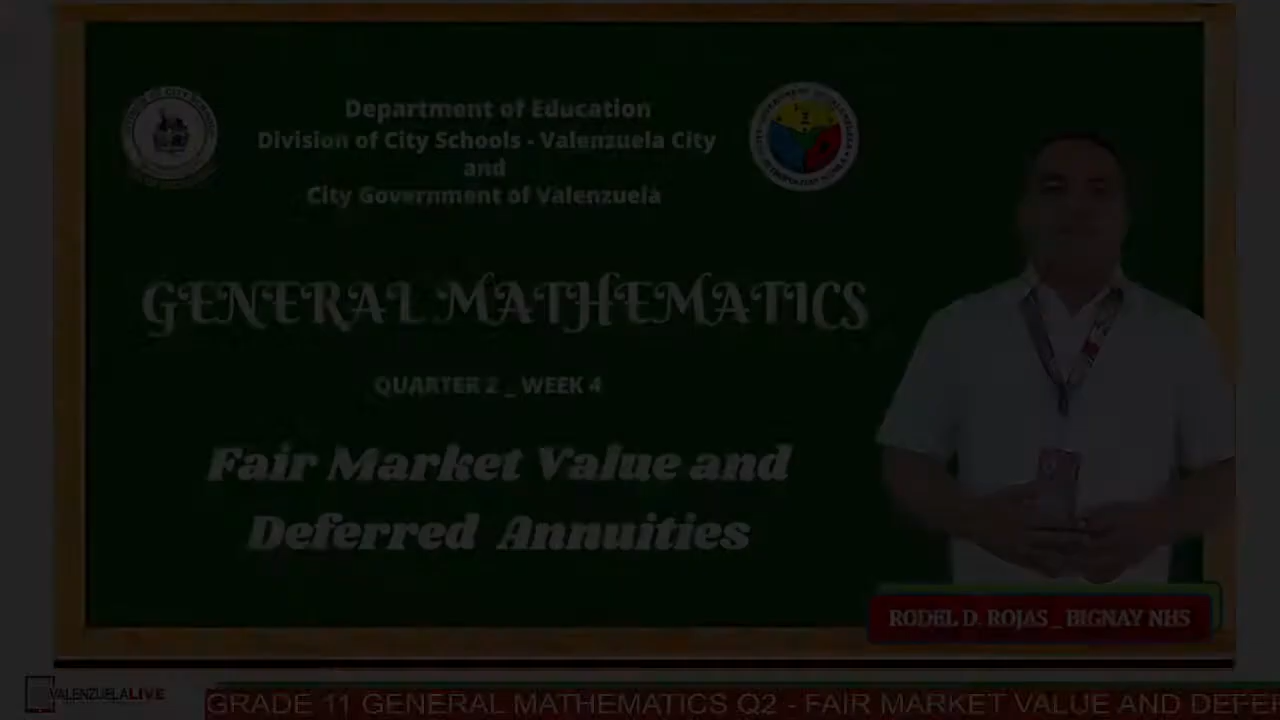 Department of Education
Division of City Schools - Valenzuela City
and
City Government of Valenzuela
GENERAL MATHEMATICS
QUARTER 2 _ WEEK 4
Fair Market Value and
Deferred Annuities
RODEL D. ROJAS _ BIGNAY NHS
VALENZUELALIVE
GRADE 11 GENERAL MATHEMATICS Q2 - FAIR MARKET VALUE AND DEFE